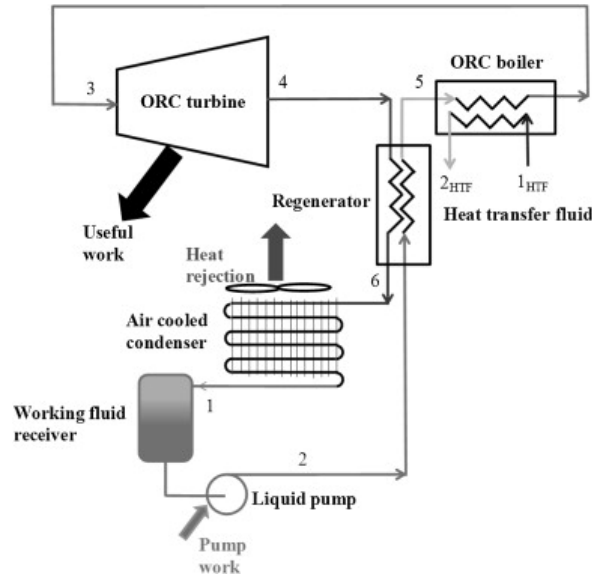 ORC boiler
3
4
5
ORC turbine
2HTF
1HTF
Regenerator
Heat transfer fluid
Useful
work
Heat
rejection
6
Air cooled
condenser
1
Working fluid
receiver
2
Liquid pump
Pump
work